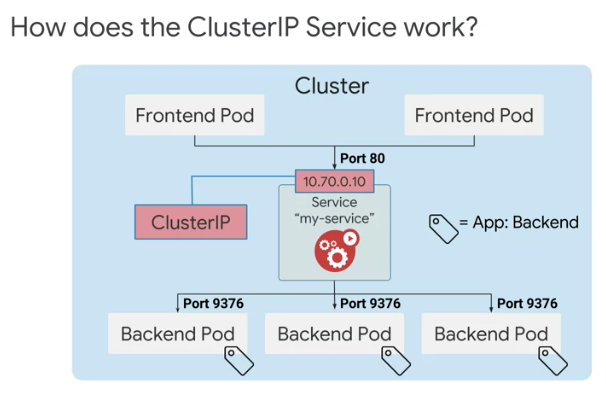 How does the ClusterIP Service work?
Cluster
Frontend Pod
Frontend Pod
Port 80
10.70.0.10
Service
"my-service"
ClusterIP
= App: Backend
Port 9376
Port 9376
Port 9376
Backend Pod
Backend Pod
Backend Pod